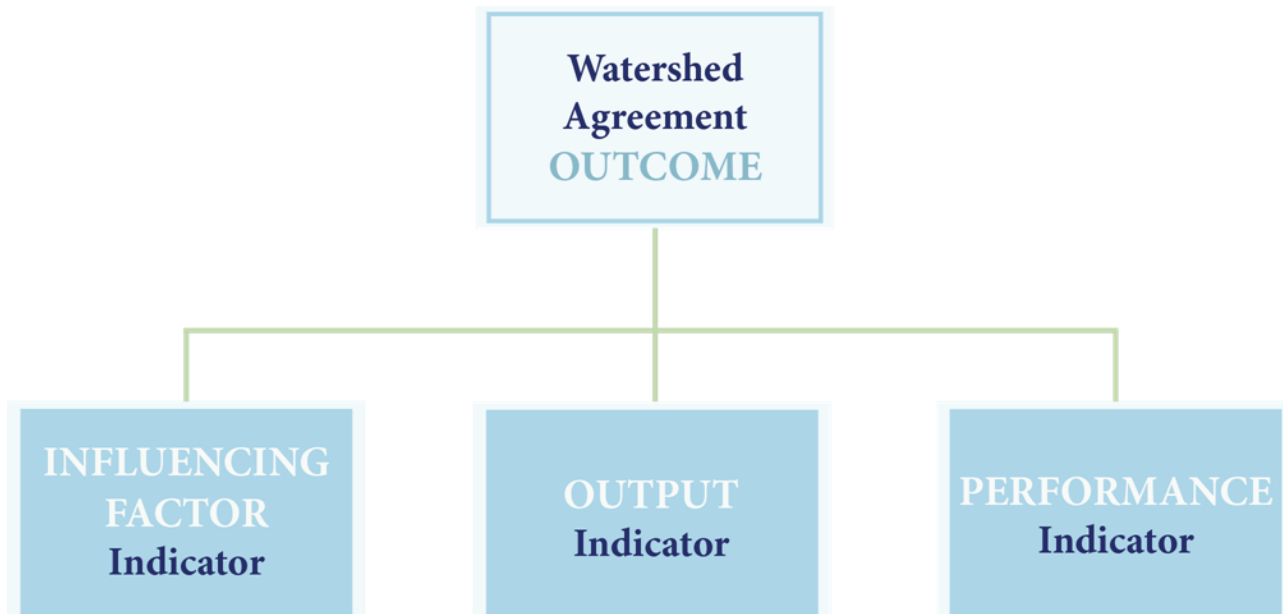 Watershed
Agreement
OUTCOME
INFLUENCING
FACTOR
Indicator
OUTPUT
Indicator
PERFORMANCE
Indicator